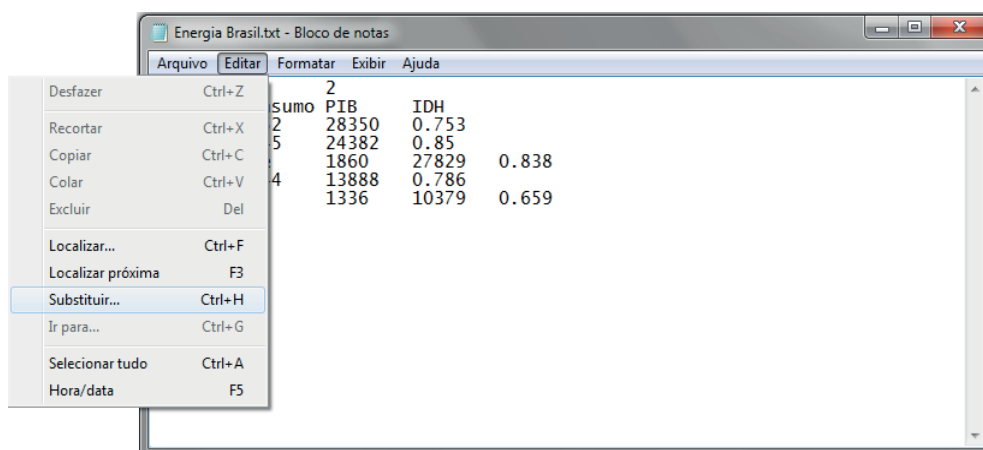 Energia Brasil.txt - Bloco de notas
Arquivo Editar Formatar Exibir Ajuda
Desfazer Ctrl+Z
Recortar Ctrl+X
Copiar Ctrl+C
Colar Ctrl+V
Excluir Del
Localizar... Ctrl+F
Localizar próxima F3
Substituir... Ctrl+H
Ir para... Ctrl+G
Selecionar tudo Ctrl+A
Hora/data F5
2
sumo PIB IDH
2 28350 0.753
5 24382 0.85
1860 27829 0.838
4 13888 0.786
1336 10379 0.659